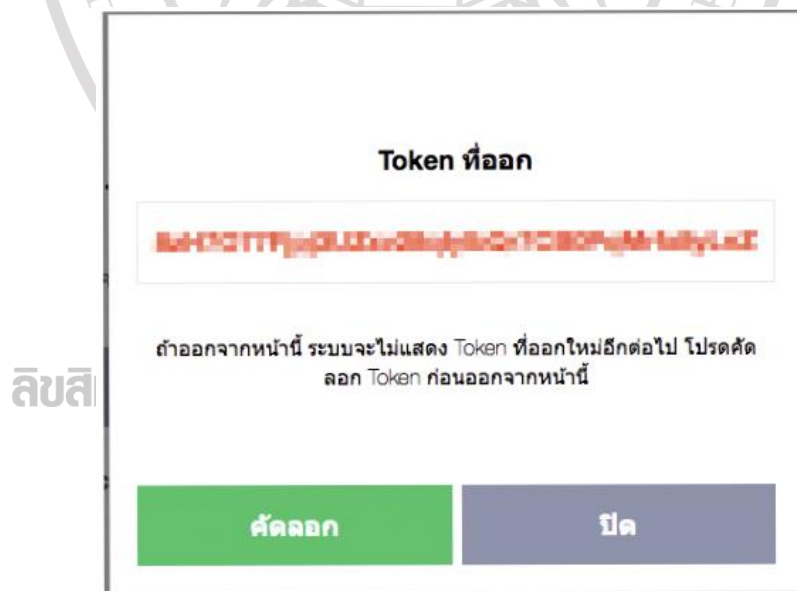 Token ที่ออก
ถ้าออกจากหน้านี้ ระบบจะไม่แสดง Token ที่ออกใหม่อีกต่อไป โปรดคัด
ลอก Token ก่อนออกจากหน้านี้
คัดลอก
ปิด